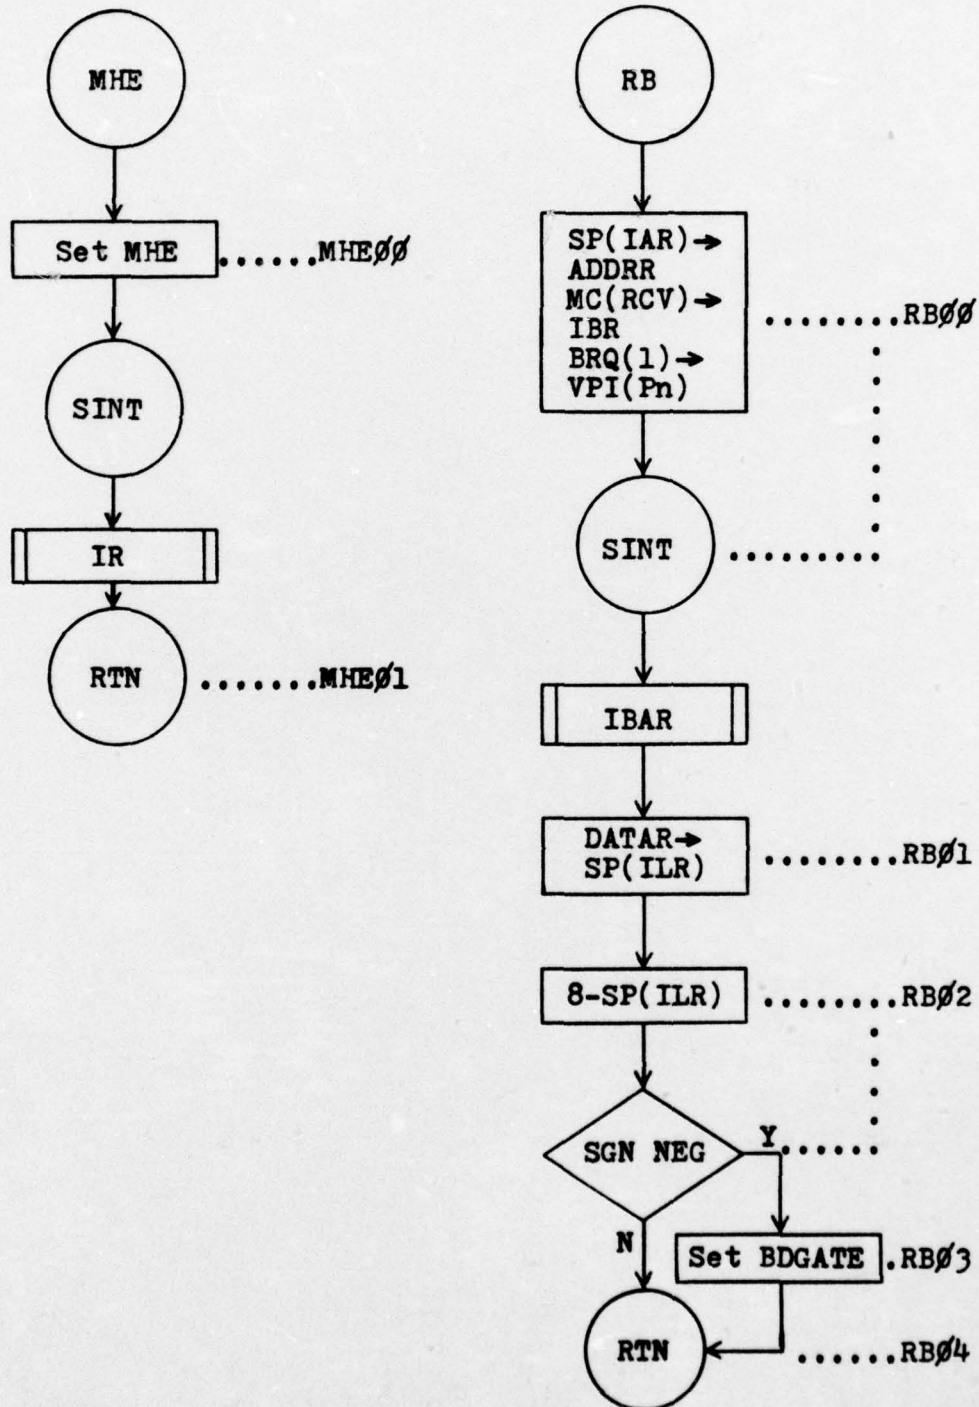 MHE
Set MHE ......MHEØØ
SINT
IR
RTN .......MHEØ1
RB
SP(IAR)→
ADDRR
MC(RCV)→
IBR
BRQ(1)→
VPI(Pn)
........RBØØ
SINT .........
IBAR
DATAR→
SP(ILR)
........RBØ1
8-SP(ILR) ........RBØ2
SGN NEG
Y......
N
Set BDGATE .RBØ3
RTN ......RBØ4